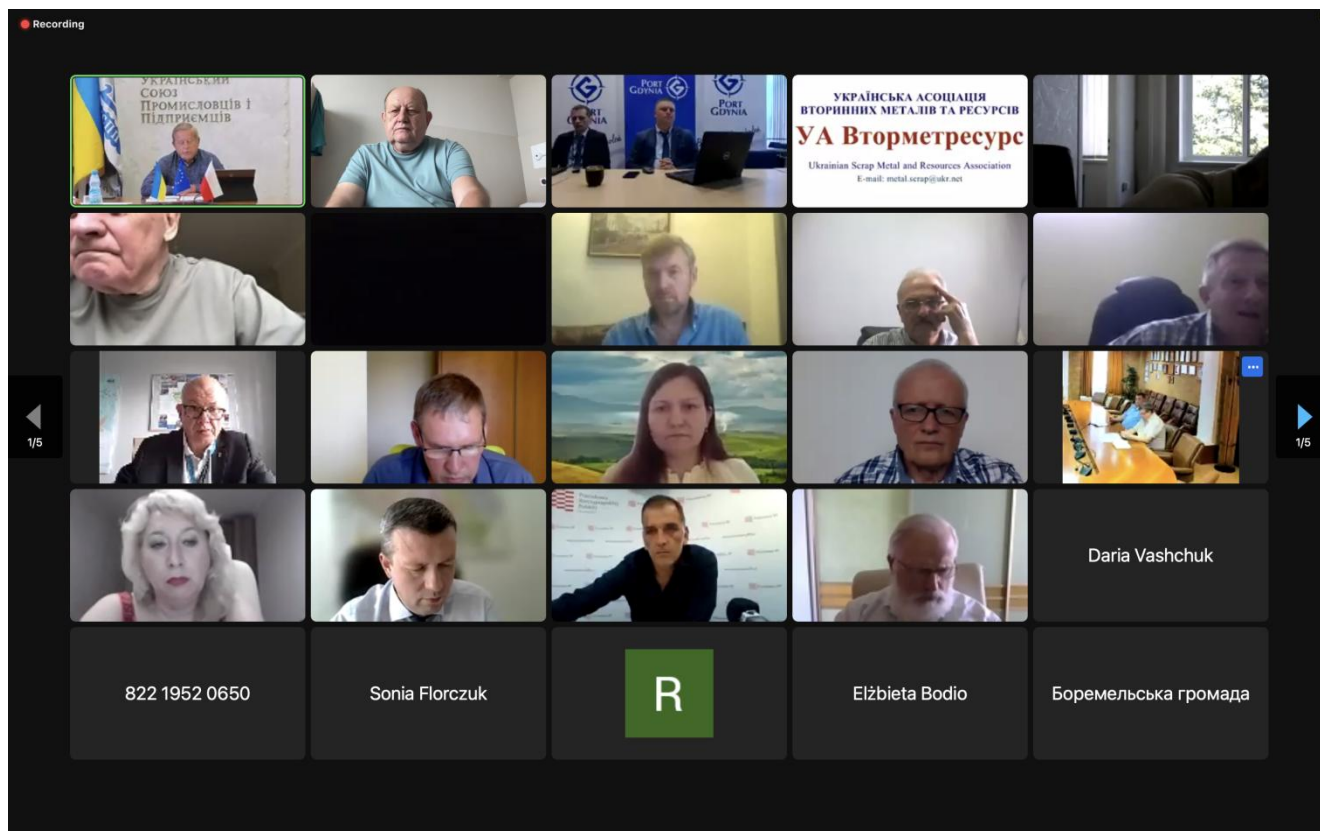 Recording
УКРАЇНСЬКИЙ
СОЮЗ
ПРОМИСЛОВЦІВ І
ПІДПРИЄМЦІВ
PORT
GDYNIA
PORT
GDYNIA
УКРАЇНСЬКА АСОЦІАЦІЯ
ВТОРИННИХ МЕТАЛІВ ТА РЕСУРСІВ
УА Вторметресурс
Ukrainian Scrap Metal and Resources Association
E-mail: metal.scrap@ukr.net
1/5
1/5
Daria Vashchuk
822 1952 0650
Sonia Florczuk
R
Elżbieta Bodio
Боремельська громада